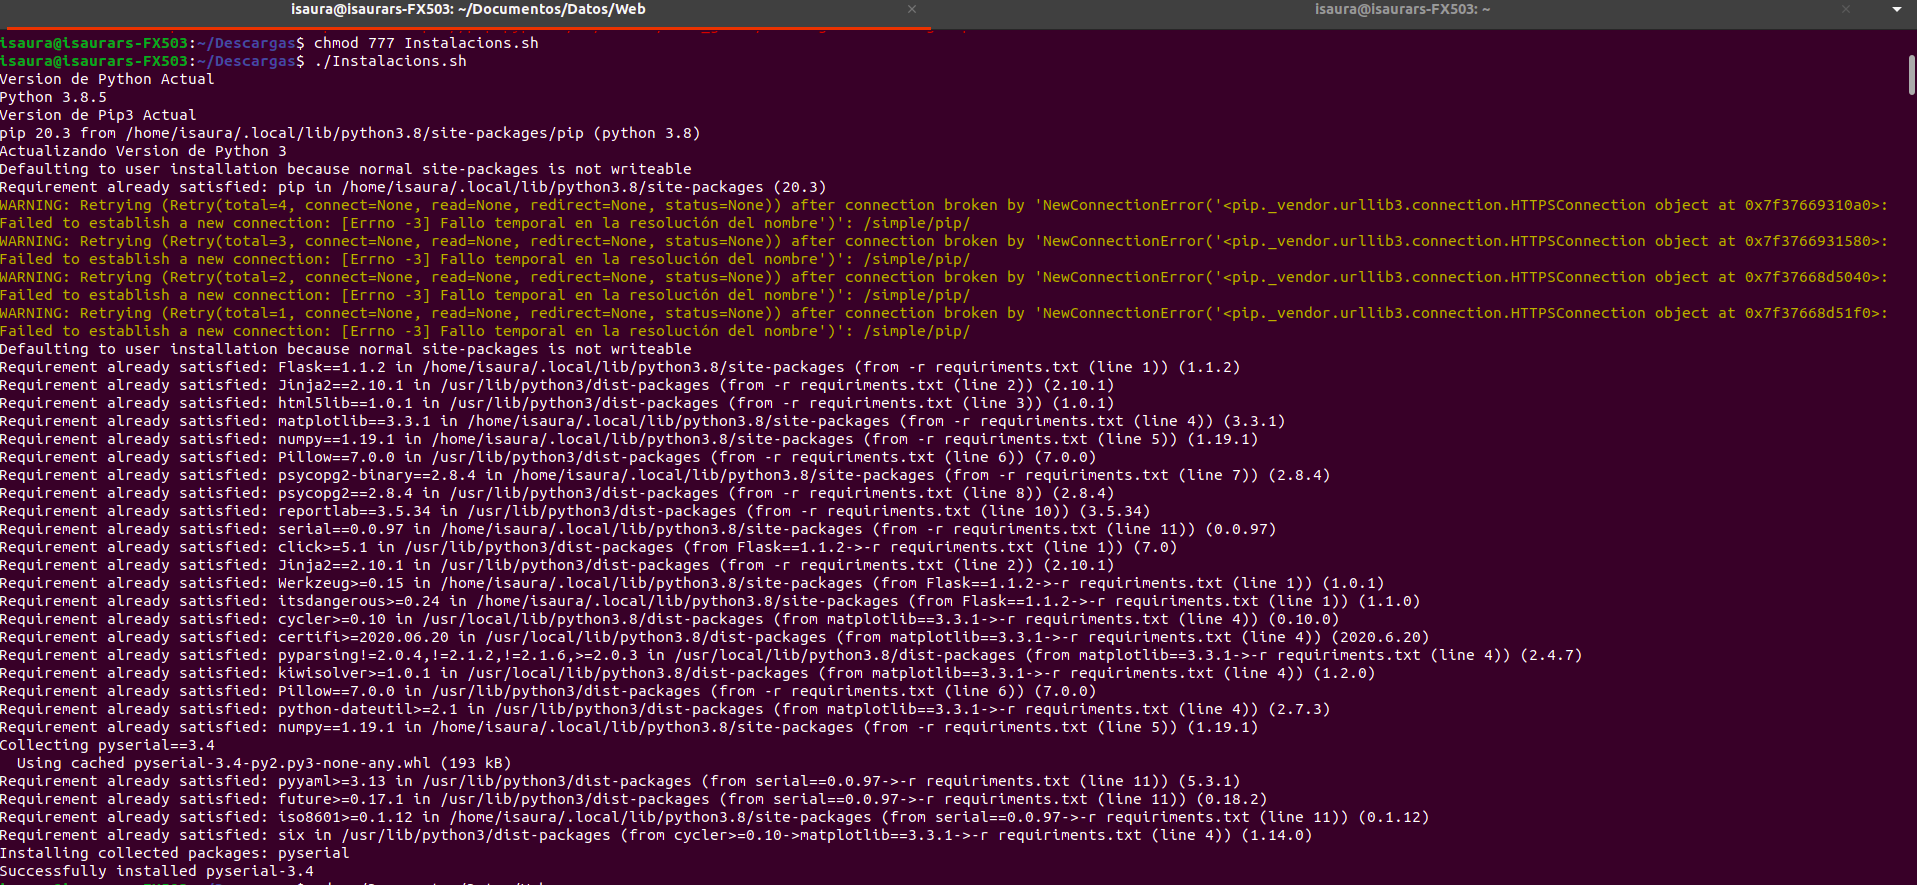 isaura@isaurars-FX503: ~/Documentos/Datos/Web
isaura@isaurars-FX503: ~
isaura@isaurars-FX503:~/Descargas$ chmod 777 Instalacions.sh
isaura@isaurars-FX503:~/Descargas$ ./Instalacions.sh
Version de Python Actual
Python 3.8.5
Version de Pip3 Actual
pip 20.3 from /home/isaura/.local/lib/python3.8/site-packages/pip (python 3.8)
Actualizando Version de Python 3
Defaulting to user installation because normal site-packages is not writeable
Requirement already satisfied: pip in /home/isaura/.local/lib/python3.8/site-packages (20.3)
WARNING: Retrying (Retry(total=4, connect=None, read=None, redirect=None, status=None)) after connection broken by 'NewConnectionError('<pip._vendor.urllib3.connection.HTTPSConnection object at 0x7f37669310a0>:
Failed to establish a new connection: [Errno -3] Fallo temporal en la resolución del nombre')': /simple/pip/
WARNING: Retrying (Retry(total=3, connect=None, read=None, redirect=None, status=None)) after connection broken by 'NewConnectionError('<pip._vendor.urllib3.connection.HTTPSConnection object at 0x7f3766931580>:
Failed to establish a new connection: [Errno -3] Fallo temporal en la resolución del nombre')': /simple/pip/
WARNING: Retrying (Retry(total=2, connect=None, read=None, redirect=None, status=None)) after connection broken by 'NewConnectionError('<pip._vendor.urllib3.connection.HTTPSConnection object at 0x7f37668d5040>:
Failed to establish a new connection: [Errno -3] Fallo temporal en la resolución del nombre')': /simple/pip/
WARNING: Retrying (Retry(total=1, connect=None, read=None, redirect=None, status=None)) after connection broken by 'NewConnectionError('<pip._vendor.urllib3.connection.HTTPSConnection object at 0x7f37668d51f0>:
Failed to establish a new connection: [Errno -3] Fallo temporal en la resolución del nombre')': /simple/pip/
Defaulting to user installation because normal site-packages is not writeable
Requirement already satisfied: Flask==1.1.2 in /home/isaura/.local/lib/python3.8/site-packages (from -r requiriments.txt (line 1)) (1.1.2)
Requirement already satisfied: Jinja2==2.10.1 in /usr/lib/python3/dist-packages (from -r requiriments.txt (line 2)) (2.10.1)
Requirement already satisfied: html5lib==1.0.1 in /usr/lib/python3/dist-packages (from -r requiriments.txt (line 3)) (1.0.1)
Requirement already satisfied: matplotlib==3.3.1 in /home/isaura/.local/lib/python3.8/site-packages (from -r requiriments.txt (line 4)) (3.3.1)
Requirement already satisfied: numpy==1.19.1 in /home/isaura/.local/lib/python3.8/site-packages (from -r requiriments.txt (line 5)) (1.19.1)
Requirement already satisfied: Pillow==7.0.0 in /usr/lib/python3/dist-packages (from -r requiriments.txt (line 6)) (7.0.0)
Requirement already satisfied: psycopg2-binary==2.8.4 in /home/isaura/.local/lib/python3.8/site-packages (from -r requiriments.txt (line 7)) (2.8.4)
Requirement already satisfied: psycopg2==2.8.4 in /usr/lib/python3/dist-packages (from -r requiriments.txt (line 8)) (2.8.4)
Requirement already satisfied: reportlab==3.5.34 in /usr/lib/python3/dist-packages (from -r requiriments.txt (line 10)) (3.5.34)
Requirement already satisfied: serial==0.0.97 in /home/isaura/.local/lib/python3.8/site-packages (from -r requiriments.txt (line 11)) (0.0.97)
Requirement already satisfied: click>=5.1 in /usr/lib/python3/dist-packages (from Flask==1.1.2->-r requiriments.txt (line 1)) (7.0)
Requirement already satisfied: Jinja2==2.10.1 in /usr/lib/python3/dist-packages (from -r requiriments.txt (line 2)) (2.10.1)
Requirement already satisfied: Werkzeug>=0.15 in /home/isaura/.local/lib/python3.8/site-packages (from Flask==1.1.2->-r requiriments.txt (line 1)) (1.0.1)
Requirement already satisfied: itsdangerous>=0.24 in /home/isaura/.local/lib/python3.8/site-packages (from Flask==1.1.2->-r requiriments.txt (line 1)) (1.1.0)
Requirement already satisfied: cycler>=0.10 in /usr/lib/python3/dist-packages (from matplotlib==3.3.1->-r requiriments.txt (line 4)) (0.10.0)
Requirement already satisfied: certifi>=2020.06.20 in /usr/local/lib/python3.8/dist-packages (from matplotlib==3.3.1->-r requiriments.txt (line 4)) (2020.6.20)
Requirement already satisfied: pyparsing!=2.0.4,!=2.1.2,!=2.1.6,>=2.0.3 in /usr/local/lib/python3.8/dist-packages (from matplotlib==3.3.1->-r requiriments.txt (line 4)) (2.4.7)
Requirement already satisfied: kiwisolver>=1.0.1 in /usr/local/lib/python3.8/dist-packages (from matplotlib==3.3.1->-r requiriments.txt (line 4)) (1.2.0)
Requirement already satisfied: Pillow==7.0.0 in /usr/lib/python3/dist-packages (from -r requiriments.txt (line 6)) (7.0.0)
Requirement already satisfied: python-dateutil>=2.1 in /usr/lib/python3/dist-packages (from matplotlib==3.3.1->-r requiriments.txt (line 4)) (2.7.3)
Requirement already satisfied: numpy==1.19.1 in /home/isaura/.local/lib/python3.8/site-packages (from -r requiriments.txt (line 5)) (1.19.1)
Collecting pyserial==3.4
  Using cached pyserial-3.4-py2.py3-none-any.whl (193 kB)
Requirement already satisfied: pyyaml>=3.13 in /usr/lib/python3/dist-packages (from serial==0.0.97->-r requiriments.txt (line 11)) (5.3.1)
Requirement already satisfied: future>=0.17.1 in /usr/lib/python3/dist-packages (from serial==0.0.97->-r requiriments.txt (line 11)) (0.18.2)
Requirement already satisfied: iso8601>=0.1.12 in /home/isaura/.local/lib/python3.8/site-packages (from serial==0.0.97->-r requiriments.txt (line 11)) (0.1.12)
Requirement already satisfied: six in /usr/lib/python3/dist-packages (from cycler>=0.10->matplotlib==3.3.1->-r requiriments.txt (line 4)) (1.14.0)
Installing collected packages: pyserial
Successfully installed pyserial-3.4